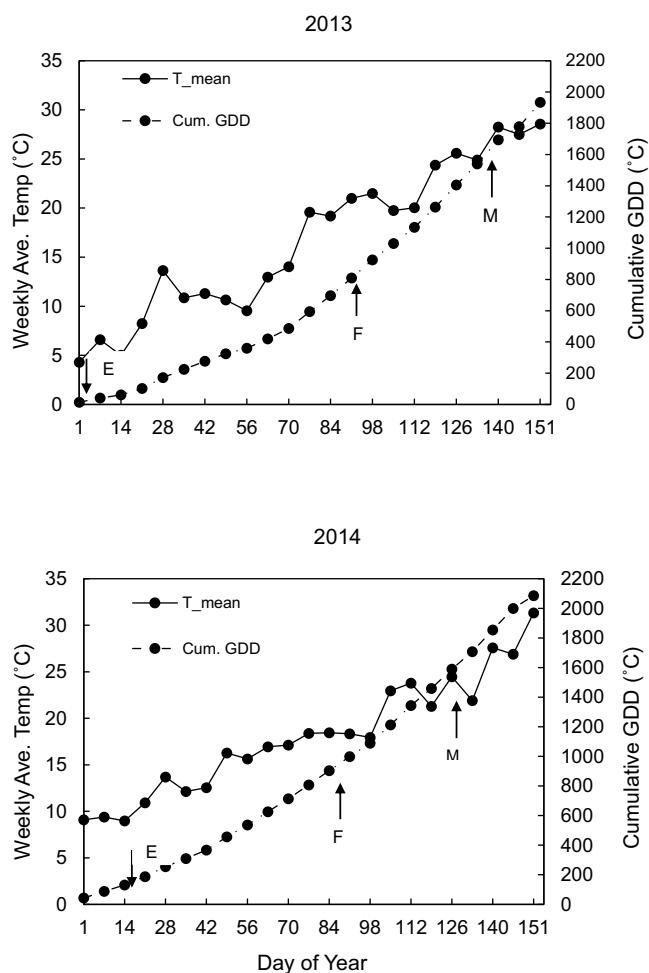 2013
35
30
25
20
15
10
5
0
Weekly Ave. Temp (˚C)
T_mean
Cum. GDD
E
F
M
2200
2000
1800
1600
1400
1200
1000
800
600
400
200
0
Cumulative GDD (˚C)
1 14 28 42 56 70 84 98 112 126 140 151
2014
35
30
25
20
15
10
5
0
Weekly Ave. Temp (˚C)
T_mean
Cum. GDD
E
F
M
2200
2000
1800
1600
1400
1200
1000
800
600
400
200
0
Cumulative GDD (˚C)
1 14 28 42 56 70 84 98 112 126 140 151
Day of Year